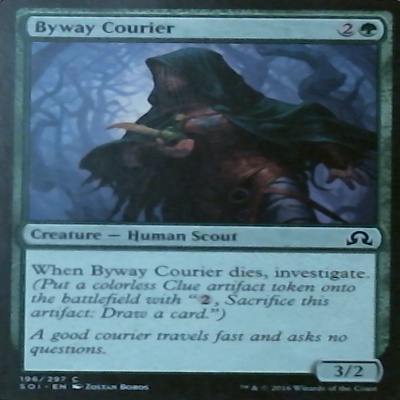 Byway Courier 2
Creature — Human Scout
When Byway Courier dies, investigate.
(Put a colorless Clue artifact token onto
the battlefield with "2, Sacrifice this
artifact: Draw a card.")
A good courier travels fast and asks no
questions.
3/2
196/297 C
SOI • EN Zoltan Boros
™ & © 2016 Wizards of the Coast